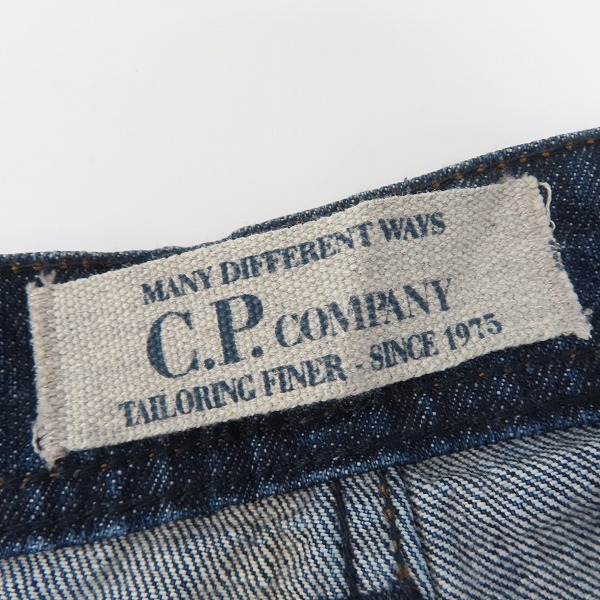 MANY DIFFERENT WAYS
C.P. COMPANY
TAILORING FINER - SINCE 1975